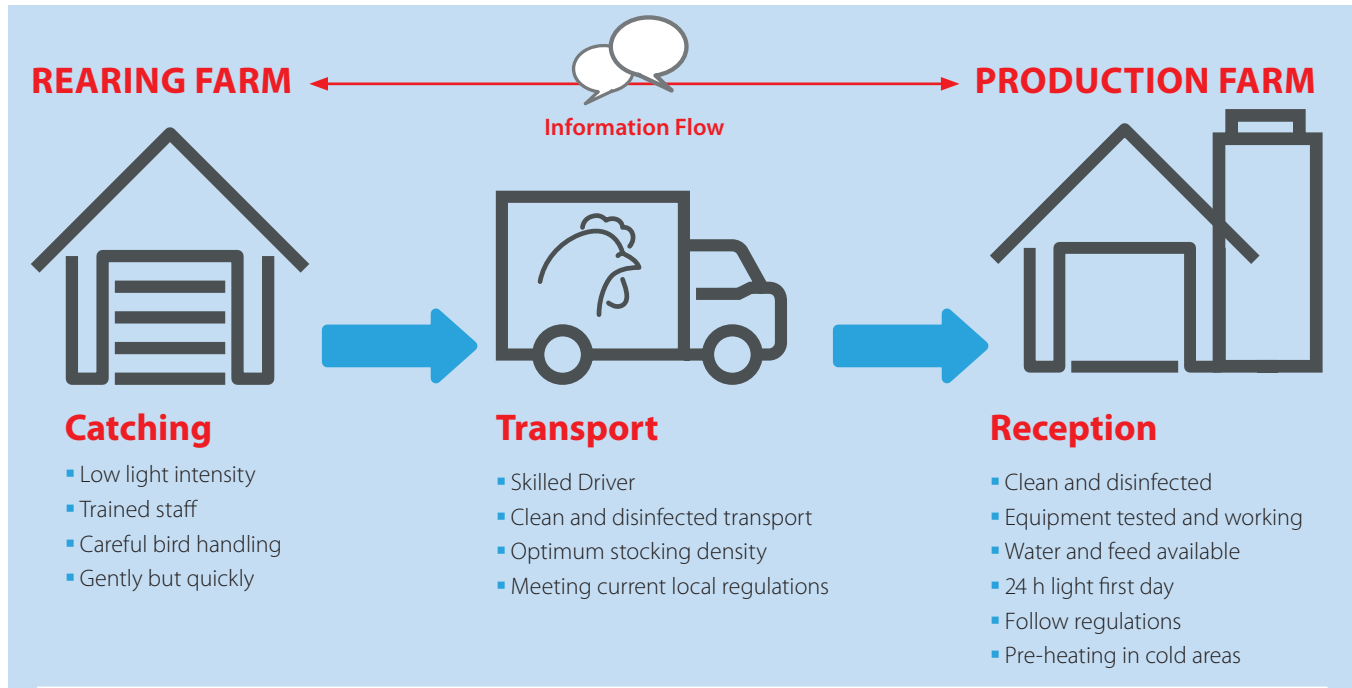 REARING FARM
PRODUCTION FARM
Information Flow
Catching
▪ Low light intensity
▪ Trained staff
▪ Careful bird handling
▪ Gently but quickly
Transport
▪ Skilled Driver
▪ Clean and disinfected transport
▪ Optimum stocking density
▪ Meeting current local regulations
Reception
▪ Clean and disinfected
▪ Equipment tested and working
▪ Water and feed available
▪ 24 h light first day
▪ Follow regulations
▪ Pre-heating in cold areas